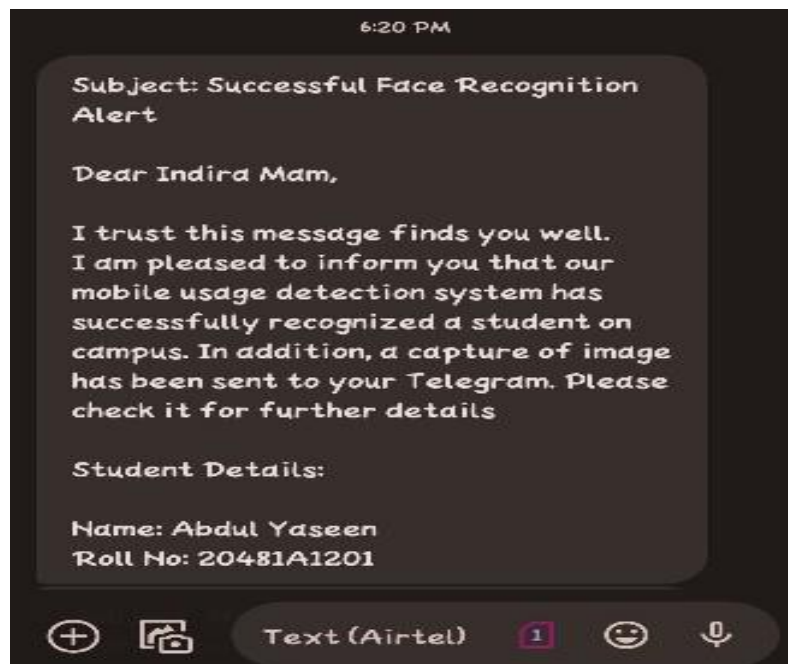 6:20 PM
Subject: Successful Face Recognition
Alert
Dear Indira Mam,
I trust this message finds you well.
I am pleased to inform you that our
mobile usage detection system has
successfully recognized a student on
campus. In addition, a capture of image
has been sent to your Telegram. Please
check it for further details
Student Details:
Name: Abdul Yaseen
Roll No: 20481A1201
Text (Airtel) 1